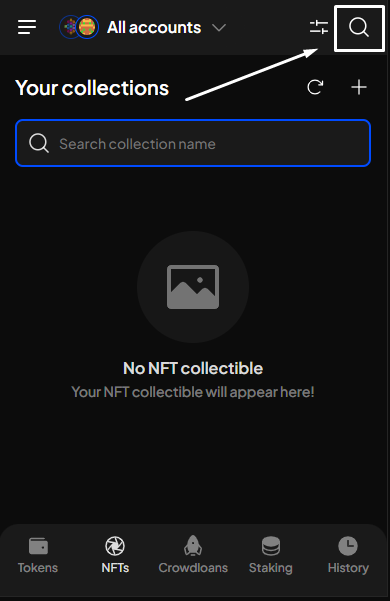 All accounts
Your collections
Search collection name
No NFT collectible
Your NFT collectible will appear here!
Tokens
NFTs
Crowdloans
Staking
History